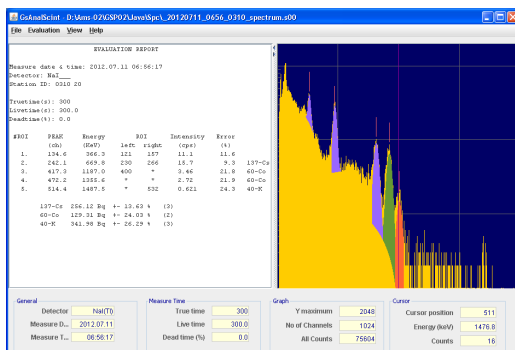 GsAnalScint - D:\Ams-02\GSP02\Java\Spc\_20120711_0656_0310_spectrum.s00
File Evaluation View Help
EVALUATION REPORT
Measure date & time: 2012.07.11 06:56:17
Detector: NaI___
Station ID: 0310 20
Truetime(s): 300
Livetime(s): 300.0
Deadtime(%): 0.0
#ROI PEAK Energy ROI Intensity Error
(ch) (KeV) left right (cps) (%)
1. 134.6 366.3 121 157 11.1 11.6
2. 242.1 669.8 230 266 15.7 9.3 137-Cs
3. 417.3 1187.0 400 * 3.46 21.8 60-Co
4. 472.2 1355.6 * * 2.72 21.9 60-Co
5. 514.4 1487.5 * 532 0.621 24.3 40-K
137-Cs 256.12 Bq +- 13.63 % (3)
60-Co 129.31 Bq +- 24.03 % (2)
40-K 341.98 Bq +- 26.29 % (3)
General
Detector NaI(Tl)
Measure D... 2012.07.11
Measure T... 06:56:17
Measure Time
True time 300
Live time 300.0
Dead time (%) 0.0
Graph
Y maximum 2048
No of Channels 1024
All Counts 75604
Cursor
Cursor position 511
Energy (keV) 1476.8
Counts 16